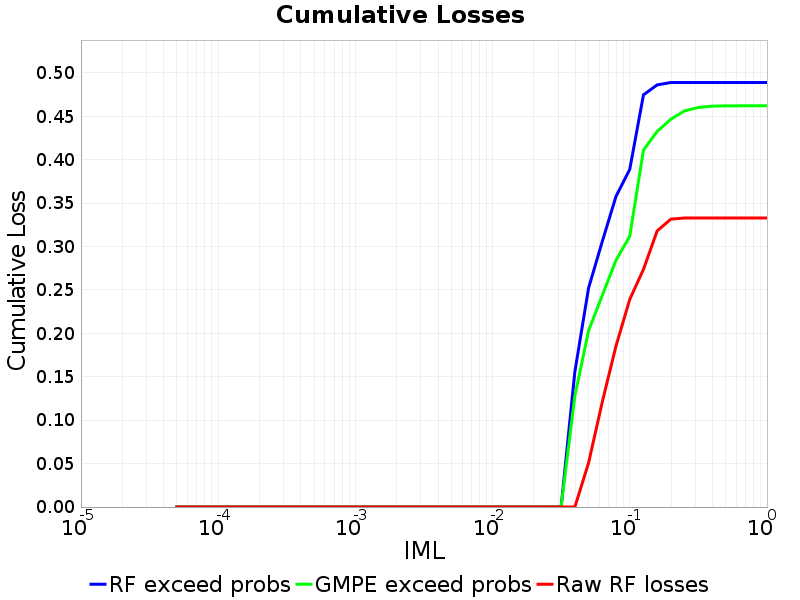 Cumulative Losses
Cumulative Loss
0.50
0.45
0.40
0.35
0.30
0.25
0.20
0.15
0.10
0.05
0.00
10^-5 10^-4 10^-3 10^-2 10^-1 10^0
IML
RF exceed probs GMPE exceed probs Raw RF losses